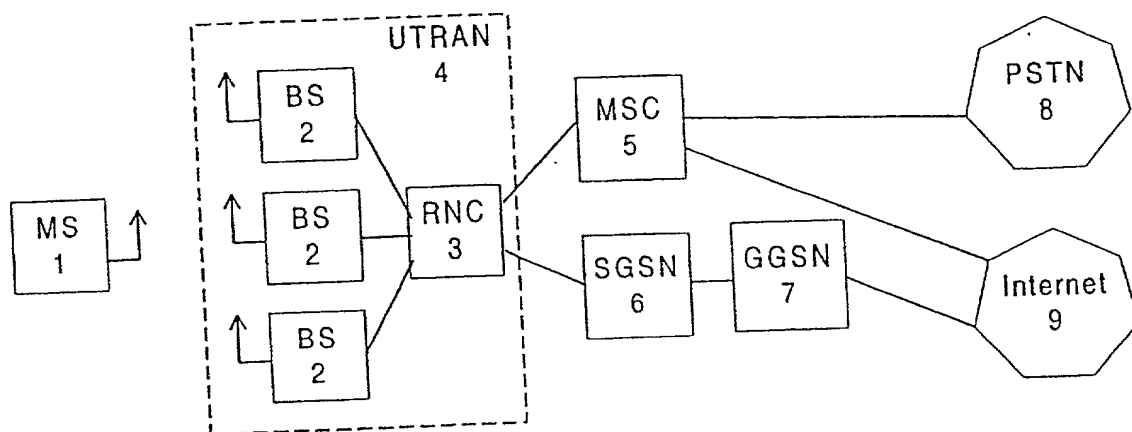 UTRAN
4
BS
2
BS
2
BS
2
MS
1
RNC
3
MSC
5
SGSN
6
GGSN
7
PSTN
8
Internet
9